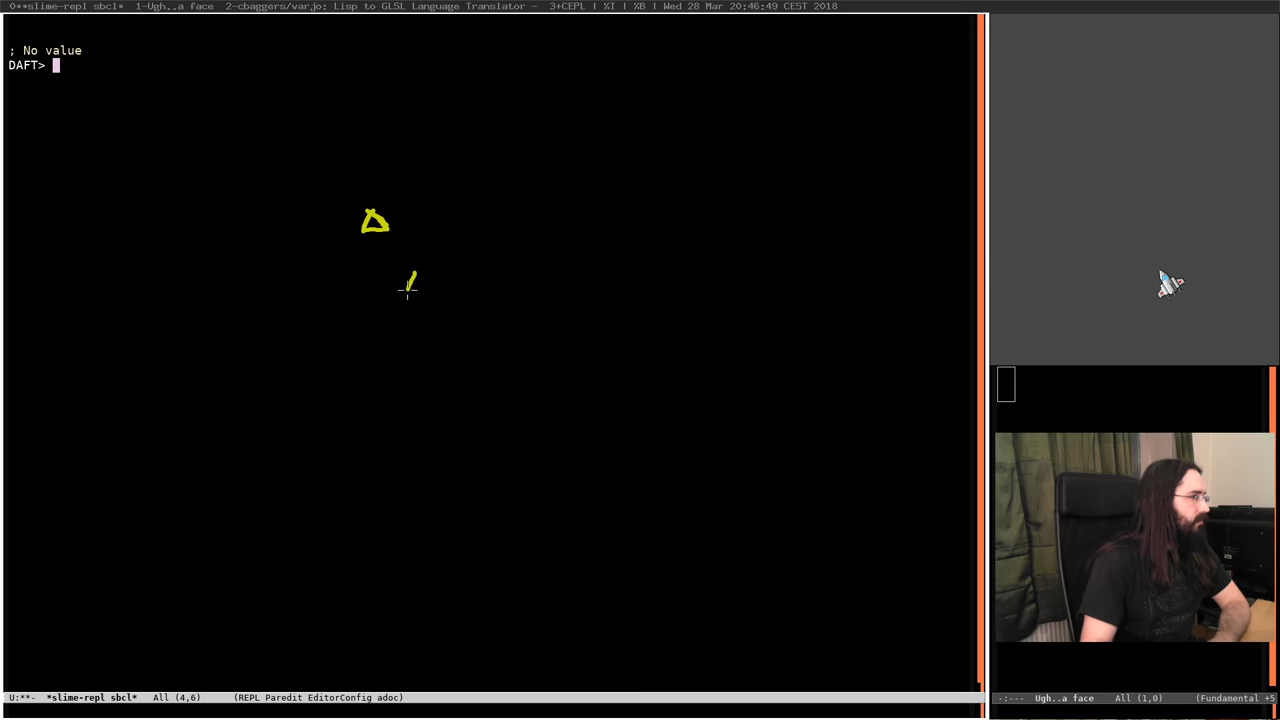 0**slime-repl sbcl*  1-Ugh..a face  2-cbaggers/varjo: Lisp to GLSL Language Translator -  3+CEPL | %I | %B | Wed 28 Mar 20:46:49 CEST 2018
; No value
DAFT>
U:**-  *slime-repl sbcl*   All (4,6)      (REPL Paredit EditorConfig adoc)
-:---  Ugh..a face    All (1,0)      (Fundamental +5